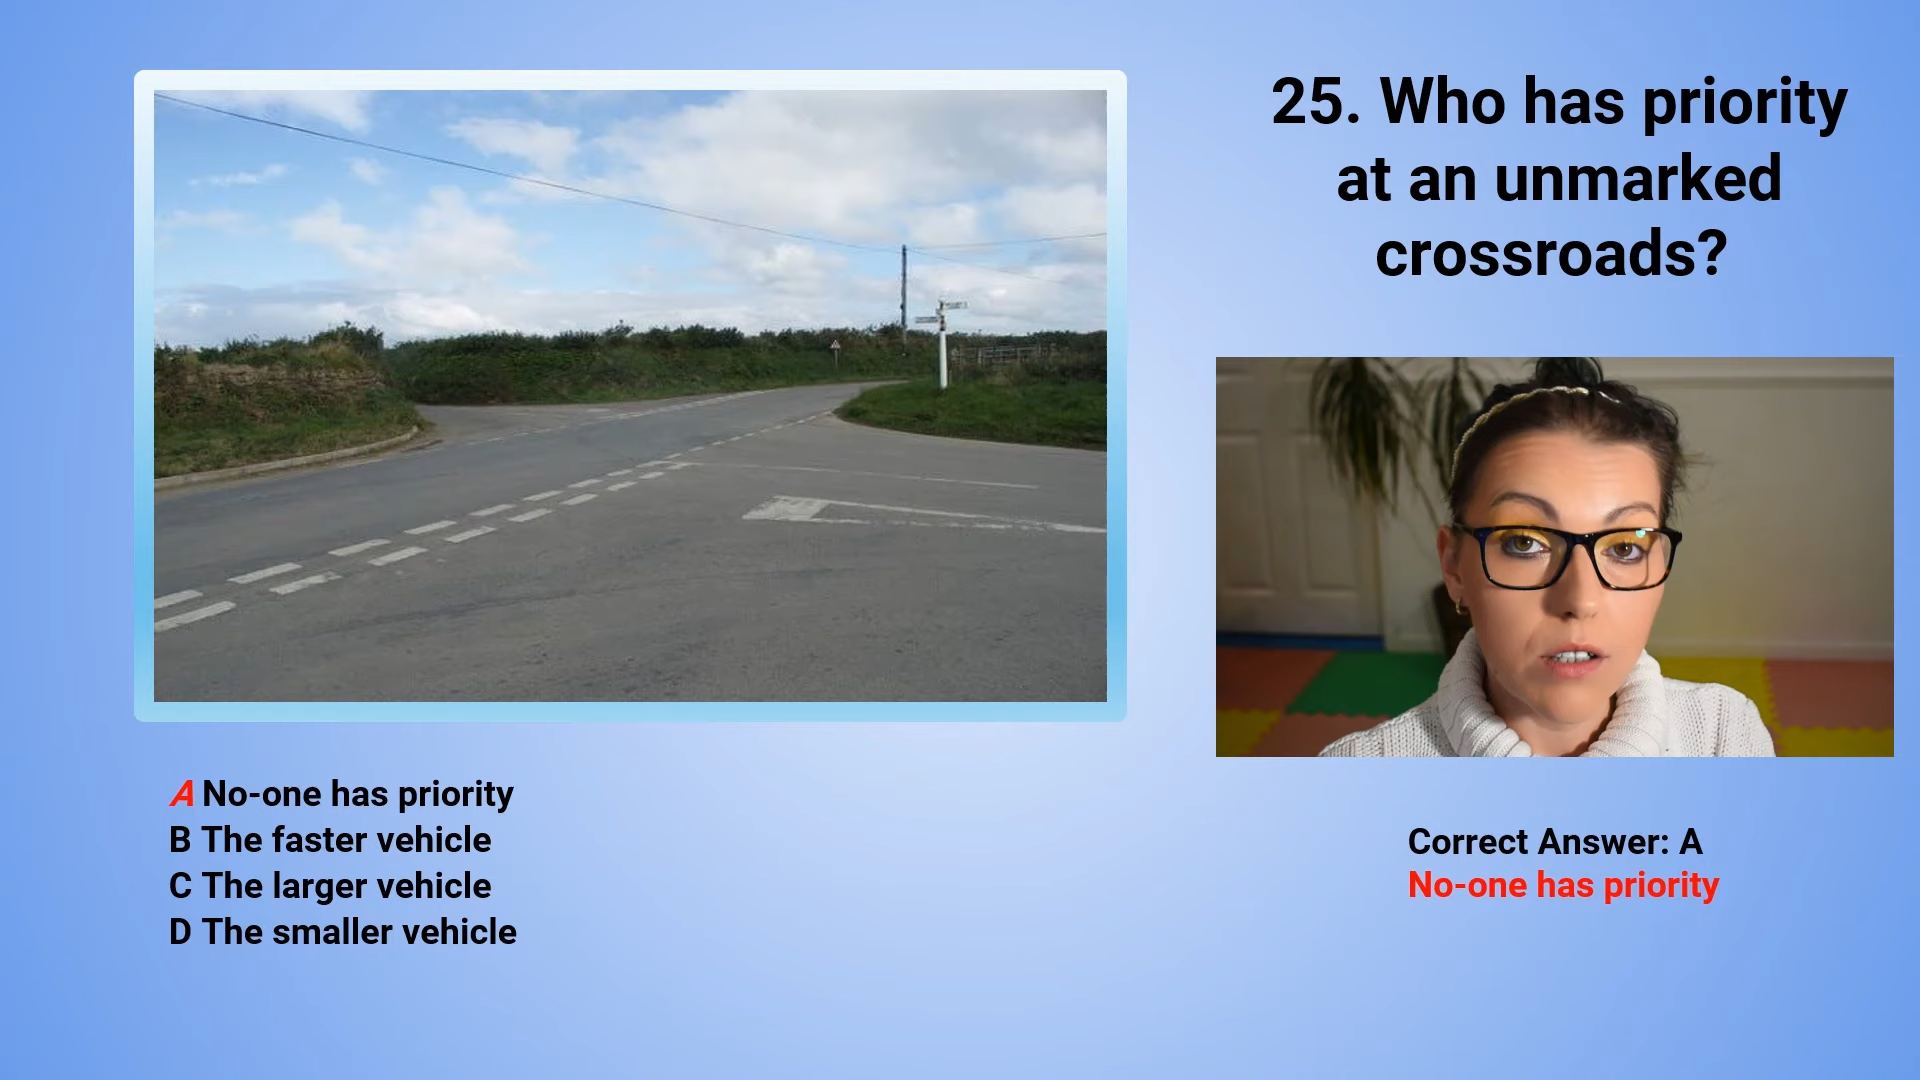 25. Who has priority
at an unmarked
crossroads?
A No-one has priority
B The faster vehicle
C The larger vehicle
D The smaller vehicle
Correct Answer: A
No-one has priority